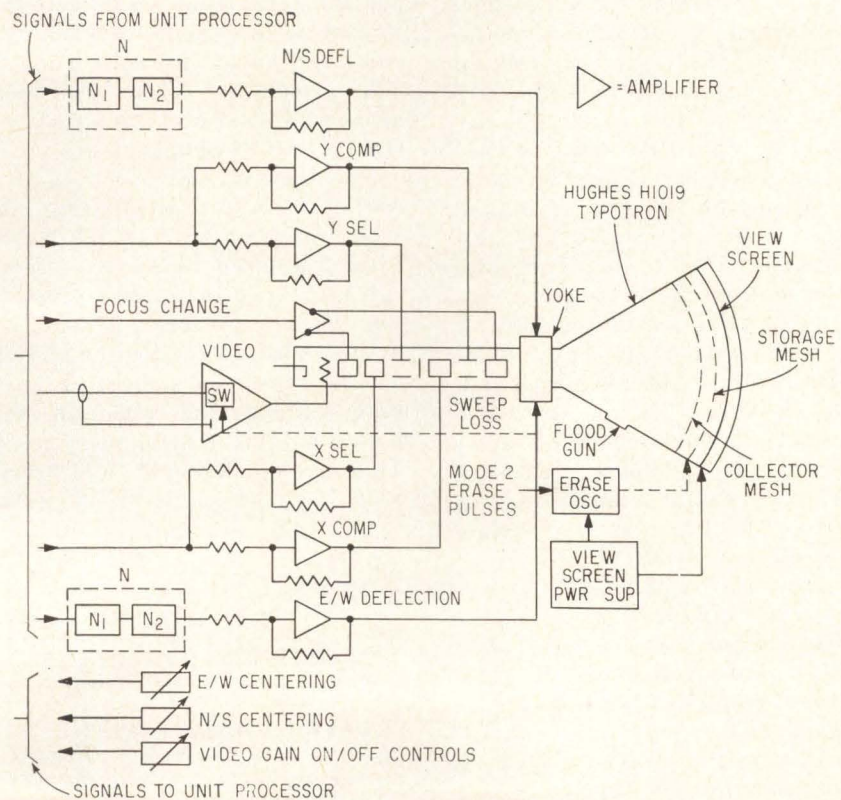 SIGNALS FROM UNIT PROCESSOR
N
N1
N2
N/S DEFL
= AMPLIFIER
Y COMP
Y SEL
HUGHES H1019
TYPOTRON
VIEW
SCREEN
FOCUS CHANGE
YOKE
STORAGE
MESH
VIDEO
SW
SWEEP
LOSS
FLOOD
GUN
COLLECTOR
MESH
X SEL
MODE 2
ERASE
PULSES
ERASE
OSC
X COMP
VIEW
SCREEN
PWR SUP
N
N1
N2
E/W DEFLECTION
E/W CENTERING
N/S CENTERING
VIDEO GAIN ON/OFF CONTROLS
SIGNALS TO UNIT PROCESSOR